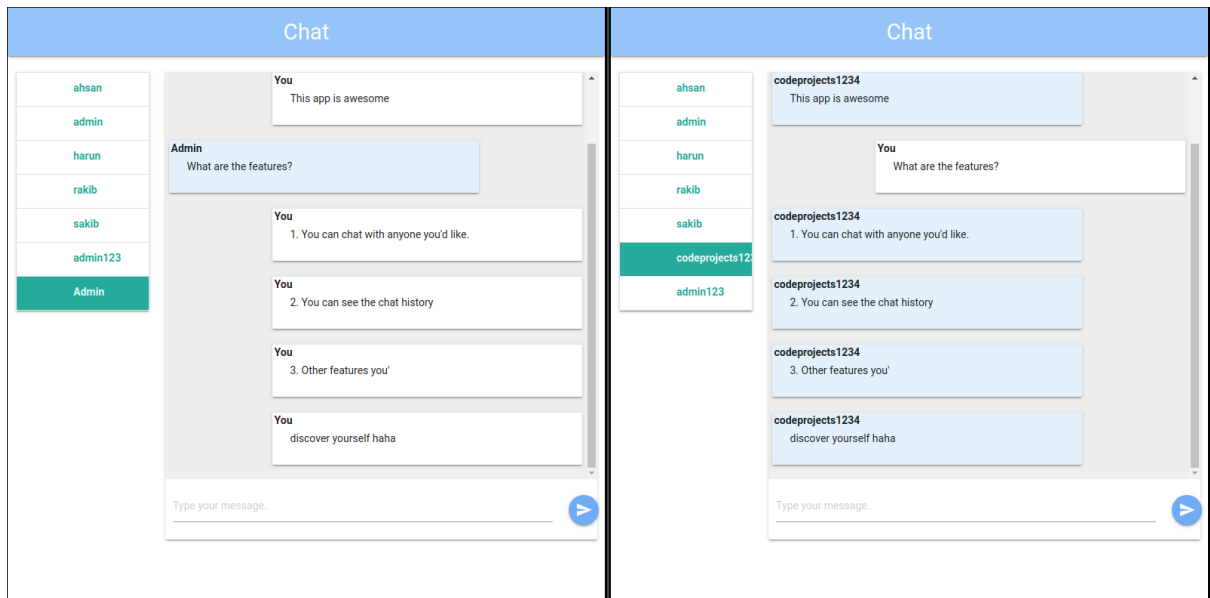 Chat
ahsan
admin
harun
rakib
sakib
admin123
Admin
You
This app is awesome
Admin
What are the features?
You
1. You can chat with anyone you'd like.
You
2. You can see the chat history
You
3. Other features you'
You
discover yourself haha
Type your message..
Chat
ahsan
admin
harun
rakib
sakib
codeprojects123
admin123
codeprojects1234
This app is awesome
You
What are the features?
codeprojects1234
1. You can chat with anyone you'd like.
codeprojects1234
2. You can see the chat history
codeprojects1234
3. Other features you'
codeprojects1234
discover yourself haha
Type your message..